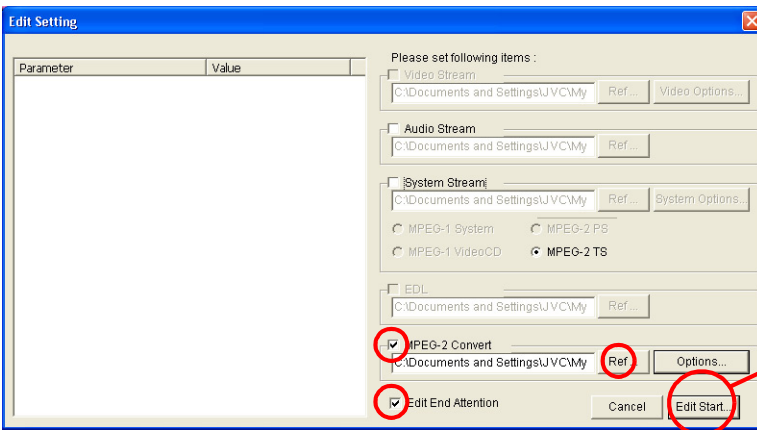 Edit Setting
Parameter Value
Please set following items :
Video Stream
C:\Documents and Settings\JVC\My Ref... Video Options...
Audio Stream
C:\Documents and Settings\JVC\My Ref...
System Stream
C:\Documents and Settings\JVC\My Ref... System Options...
MPEG-1 System MPEG-2 PS
MPEG-1 VideoCD MPEG-2 TS
EDL
C:\Documents and Settings\JVC\My Ref...
MPEG-2 Convert
C:\Documents and Settings\JVC\My Ref... Options...
Edit End Attention Cancel Edit Start...